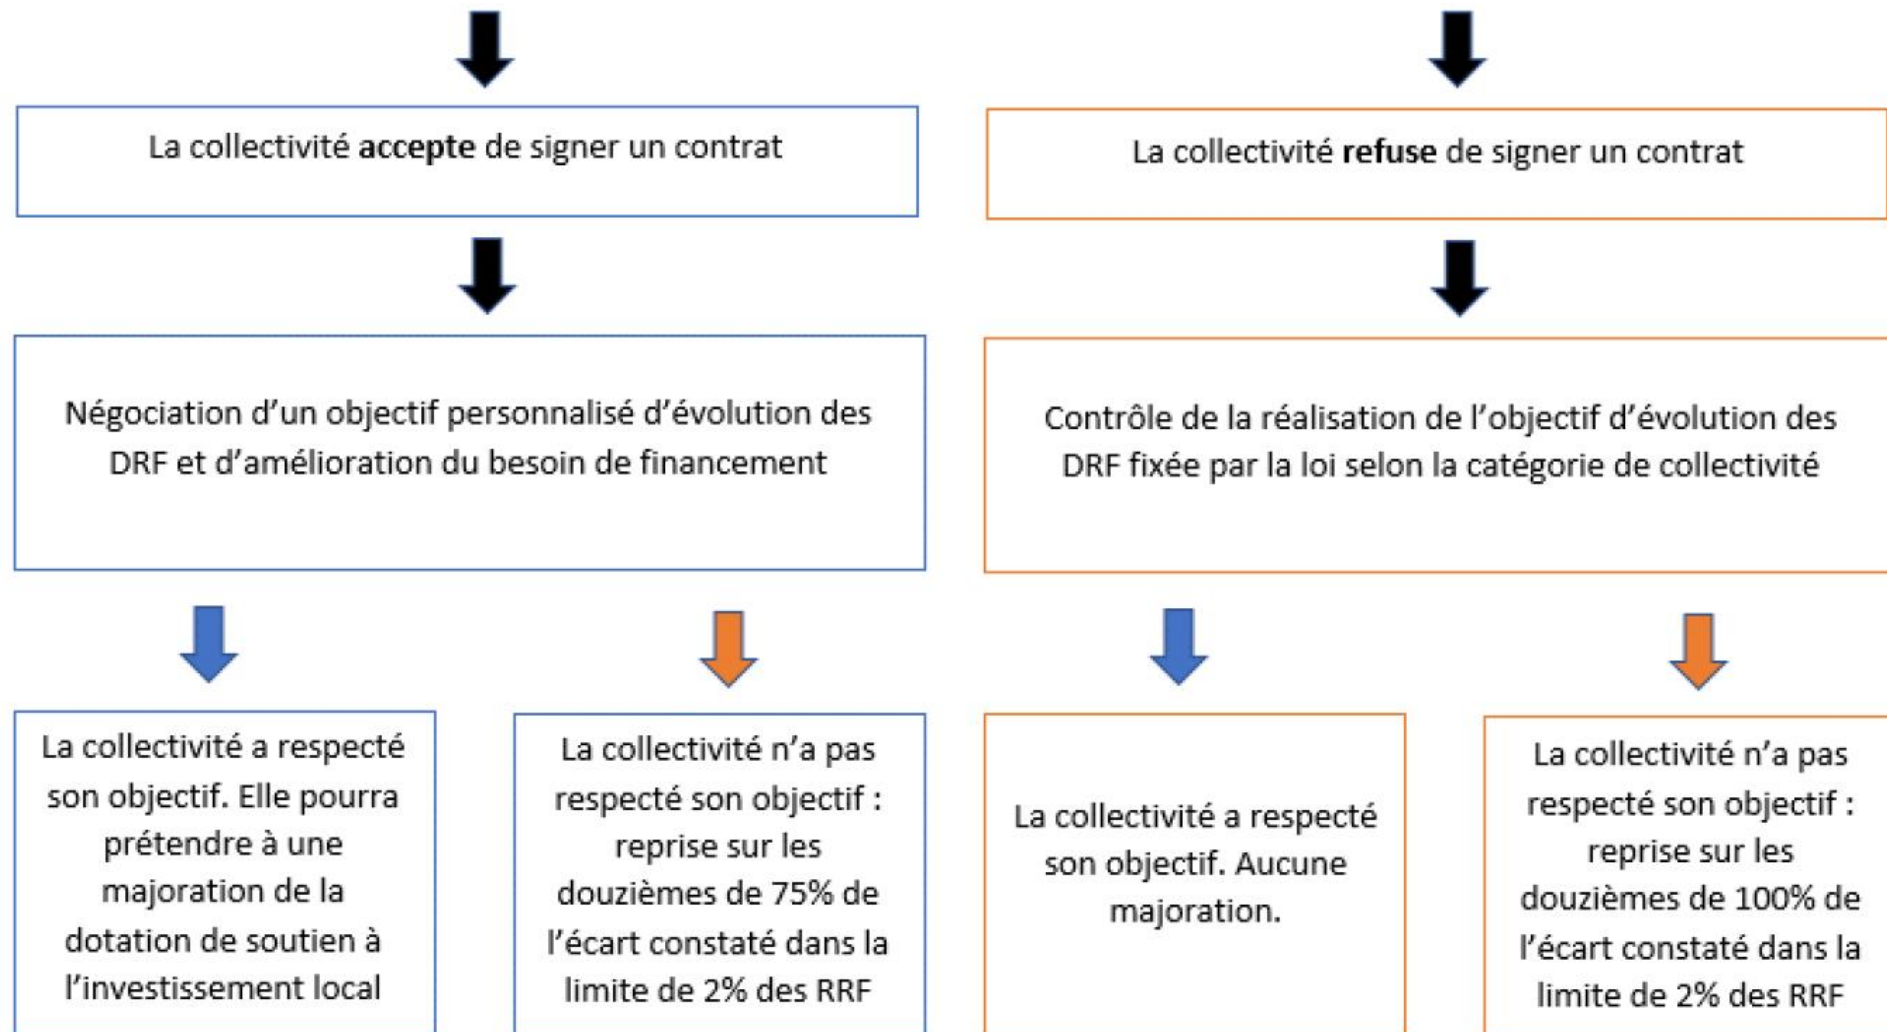 La collectivité accepte de signer un contrat
La collectivité refuse de signer un contrat
Négociation d'un objectif personnalisé d'évolution des
DRF et d'amélioration du besoin de financement
Contrôle de la réalisation de l'objectif d'évolution des
DRF fixée par la loi selon la catégorie de collectivité
La collectivité a respecté
son objectif. Elle pourra
prétendre à une
majoration de la
dotation de soutien à
l'investissement local
La collectivité n'a pas
respecté son objectif :
reprise sur les
douzièmes de 75% de
l'écart constaté dans la
limite de 2% des RRF
La collectivité a respecté
son objectif. Aucune
majoration.
La collectivité n'a pas
respecté son objectif :
reprise sur les
douzièmes de 100% de
l'écart constaté dans la
limite de 2% des RRF